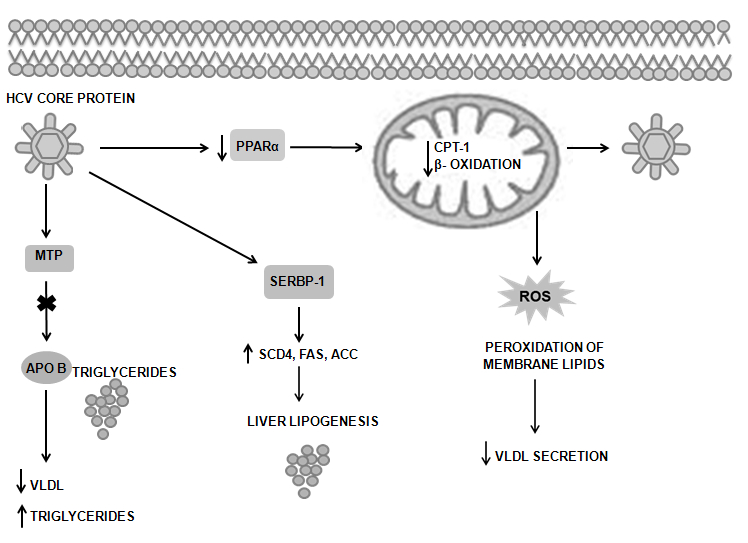 HCV CORE PROTEIN
PPARα
CPT-1
β- OXIDATION
MTP
SERBP-1
ROS
SCD4, FAS, ACC
PEROXIDATION OF
MEMBRANE LIPIDS
APO B
TRIGLYCERIDES
LIVER LIPOGENESIS
VLDL SECRETION
VLDL
TRIGLYCERIDES